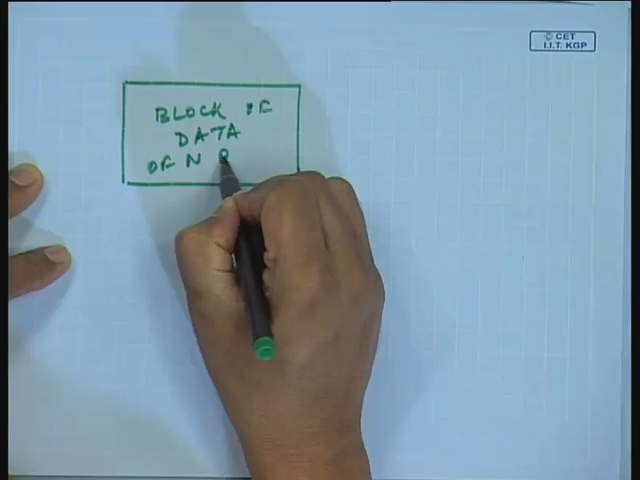 © CET
I.I.T. KGP
BLOCK OF
DATA
OF N